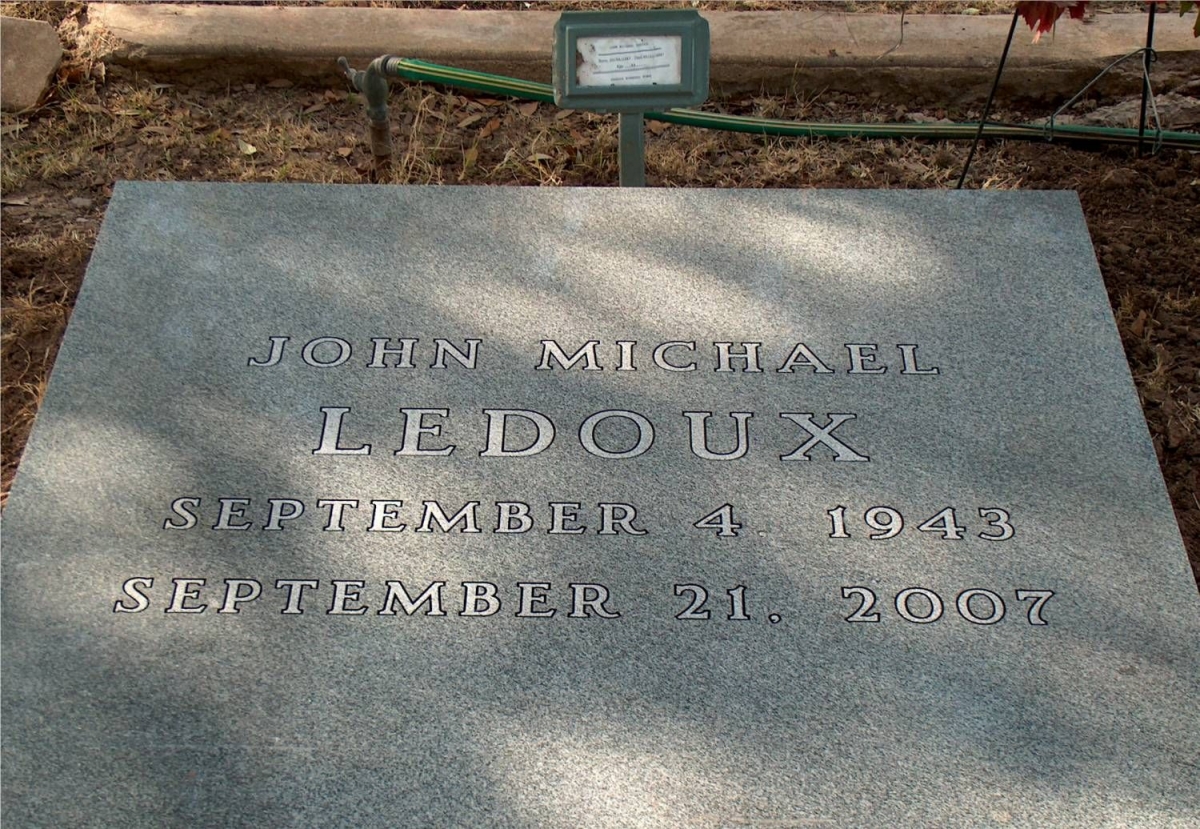 JOHN MICHAEL
LEDOUX
SEPTEMBER 4, 1943
SEPTEMBER 21, 2007